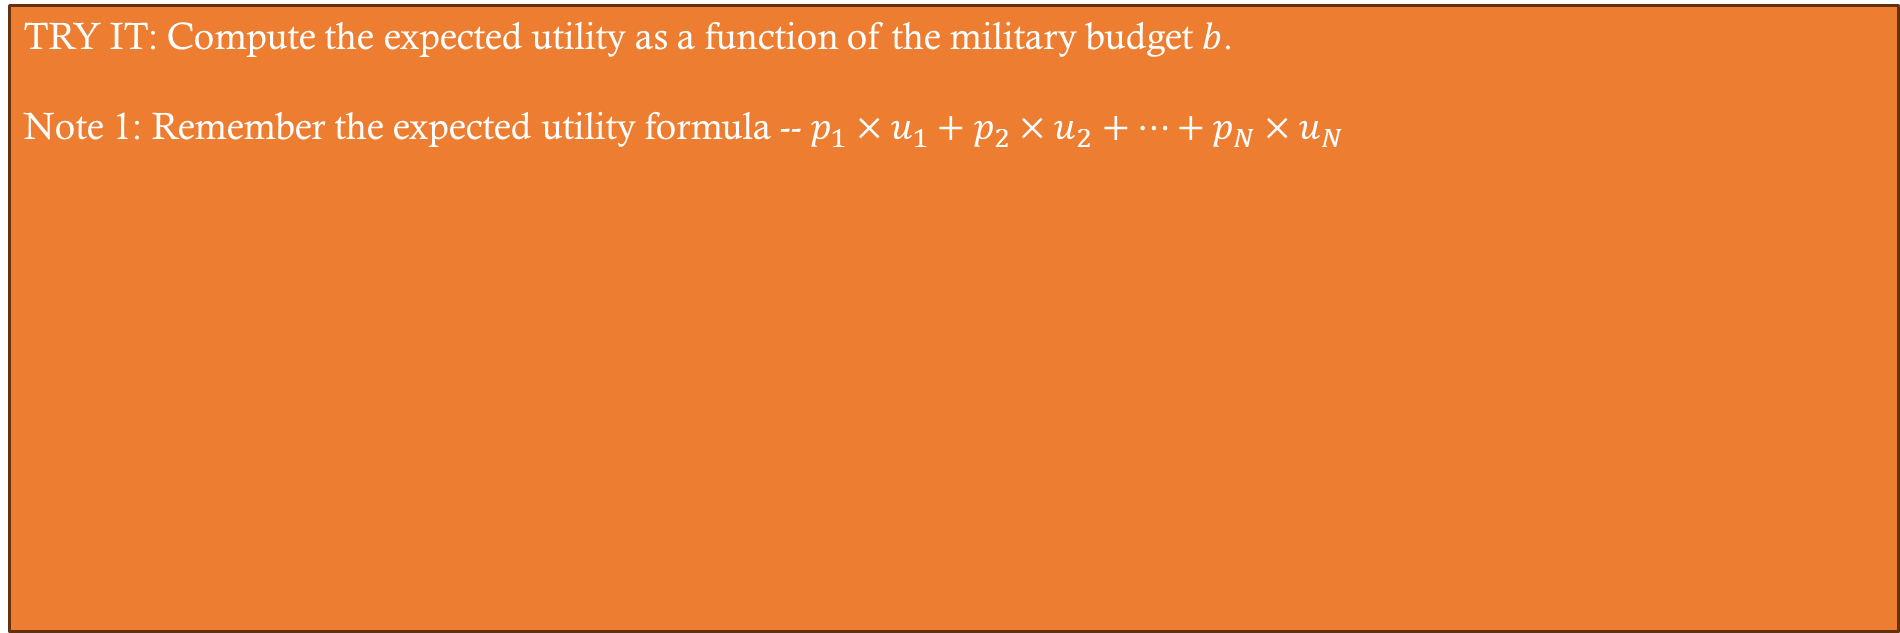 TRY IT: Compute the expected utility as a function of the military budget b.
Note 1: Remember the expected utility formula -- p₁ × u₁ + p₂ × u₂ + ⋯ + p_N × u_N